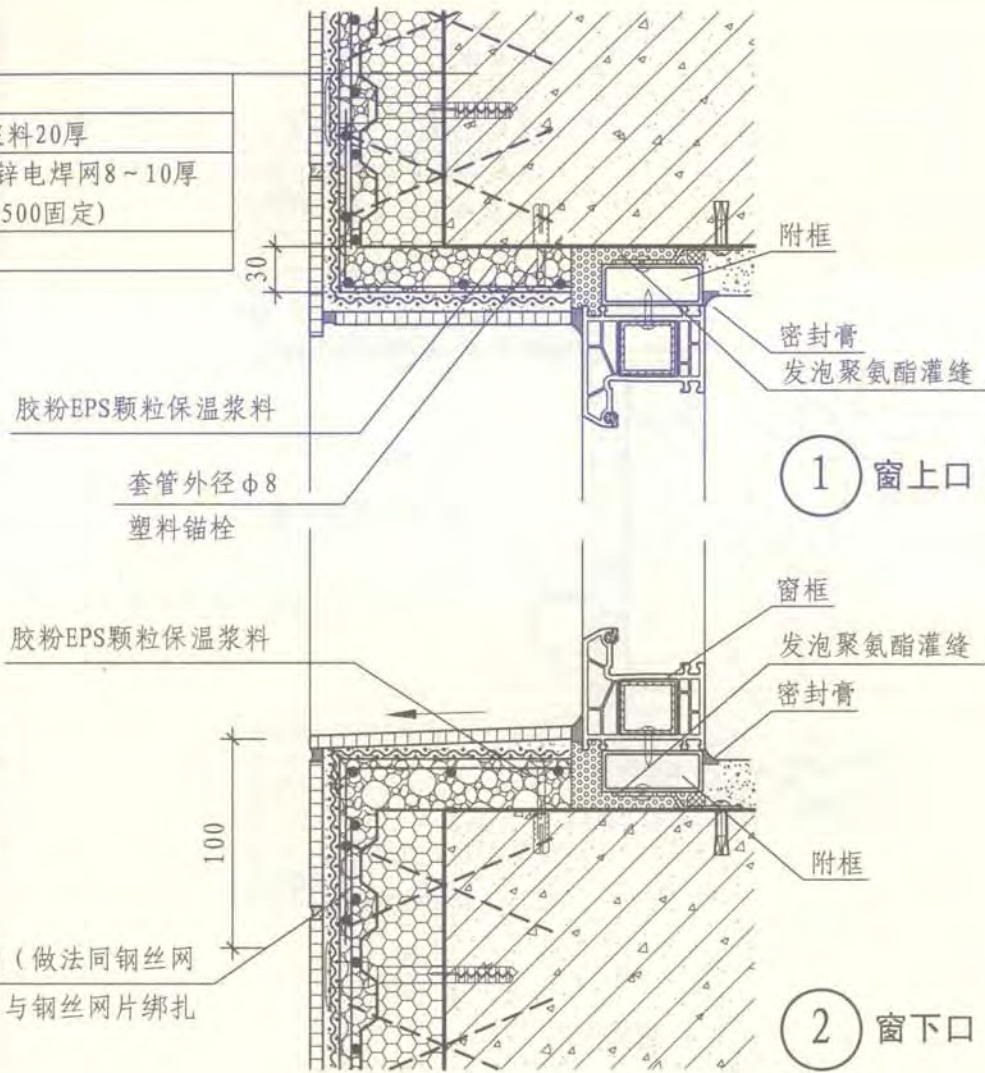 料20厚
锌电焊网8~10厚
500固定)
30
附框
密封膏
发泡聚氨酯灌缝
胶粉EPS颗粒保温浆料
套管外径φ8
塑料锚栓
1 窗上口
窗框
胶粉EPS颗粒保温浆料
发泡聚氨酯灌缝
密封膏
100
附框
(做法同钢丝网
与钢丝网片绑扎
2 窗下口